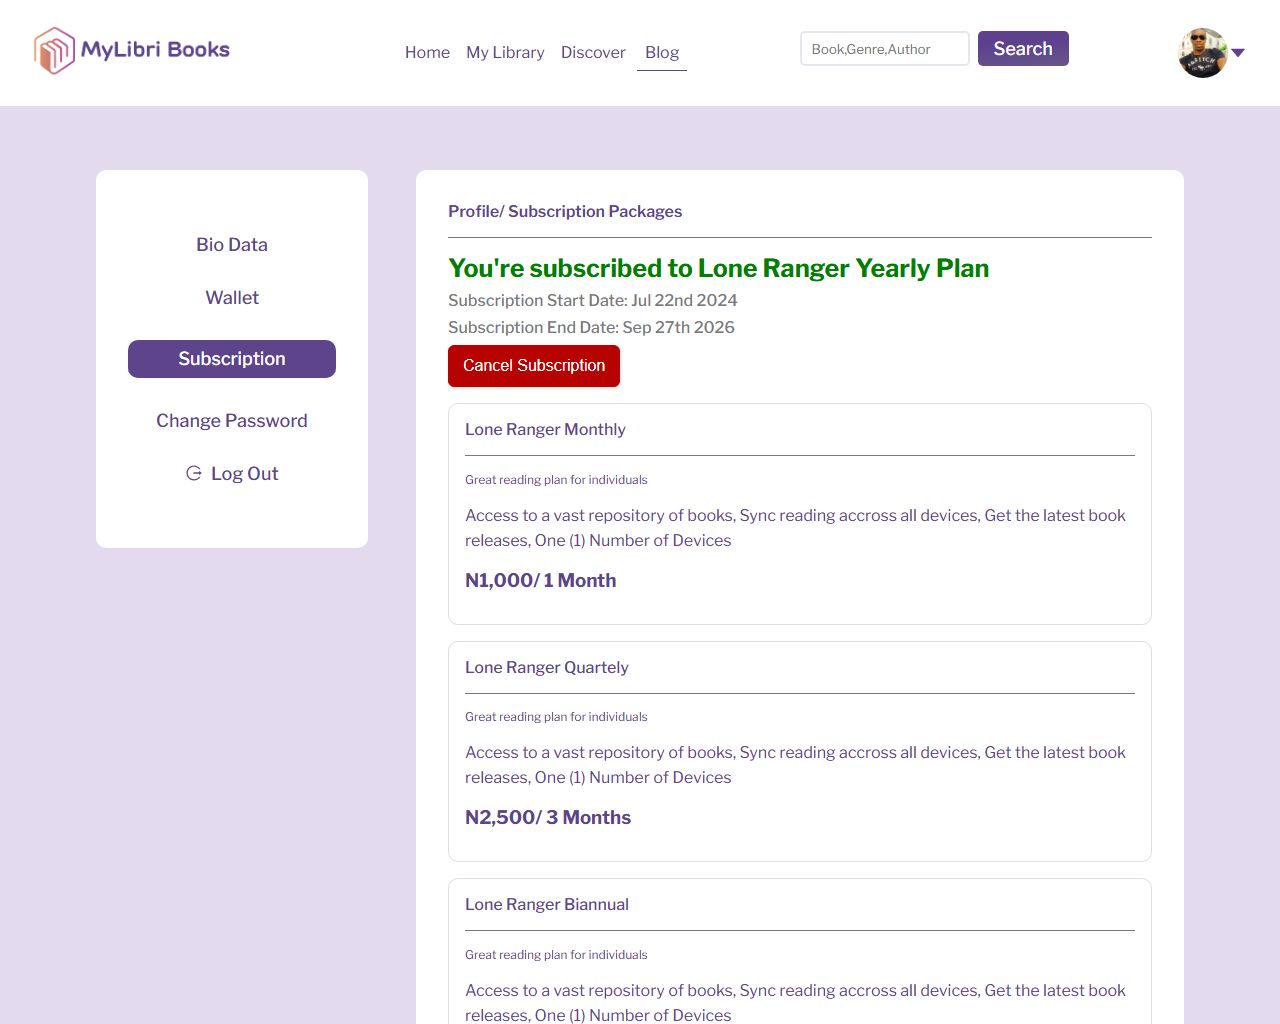 MyLibri Books
Home My Library Discover Blog
Book,Genre,Author
Search
Bio Data
Wallet
Subscription
Change Password
Log Out
Profile/ Subscription Packages
You're subscribed to Lone Ranger Yearly Plan
Subscription Start Date: Jul 22nd 2024
Subscription End Date: Sep 27th 2026
Cancel Subscription
Lone Ranger Monthly
Great reading plan for individuals
Access to a vast repository of books, Sync reading accross all devices, Get the latest book
releases, One (1) Number of Devices
N1,000/ 1 Month
Lone Ranger Quartely
Great reading plan for individuals
Access to a vast repository of books, Sync reading accross all devices, Get the latest book
releases, One (1) Number of Devices
N2,500/ 3 Months
Lone Ranger Biannual
Great reading plan for individuals
Access to a vast repository of books, Sync reading accross all devices, Get the latest book
releases, One (1) Number of Devices